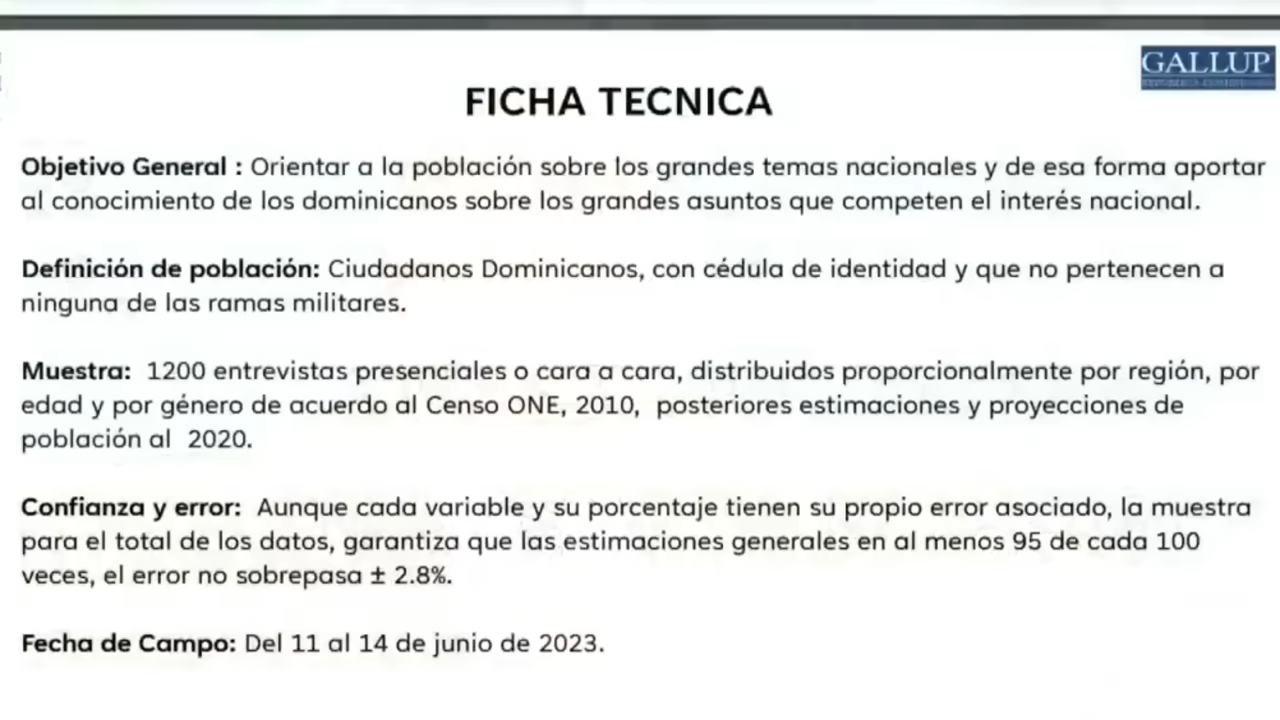 GALLUP
FICHA TECNICA
Objetivo General : Orientar a la población sobre los grandes temas nacionales y de esa forma aportar
al conocimiento de los dominicanos sobre los grandes asuntos que competen el interés nacional.
Definición de población: Ciudadanos Dominicanos, con cédula de identidad y que no pertenecen a
ninguna de las ramas militares.
Muestra: 1200 entrevistas presenciales o cara a cara, distribuidos proporcionalmente por región, por
edad y por género de acuerdo al Censo ONE, 2010, posteriores estimaciones y proyecciones de
población al 2020.
Confianza y error: Aunque cada variable y su porcentaje tienen su propio error asociado, la muestra
para el total de los datos, garantiza que las estimaciones generales en al menos 95 de cada 100
veces, el error no sobrepasa ± 2.8%.
Fecha de Campo: Del 11 al 14 de junio de 2023.